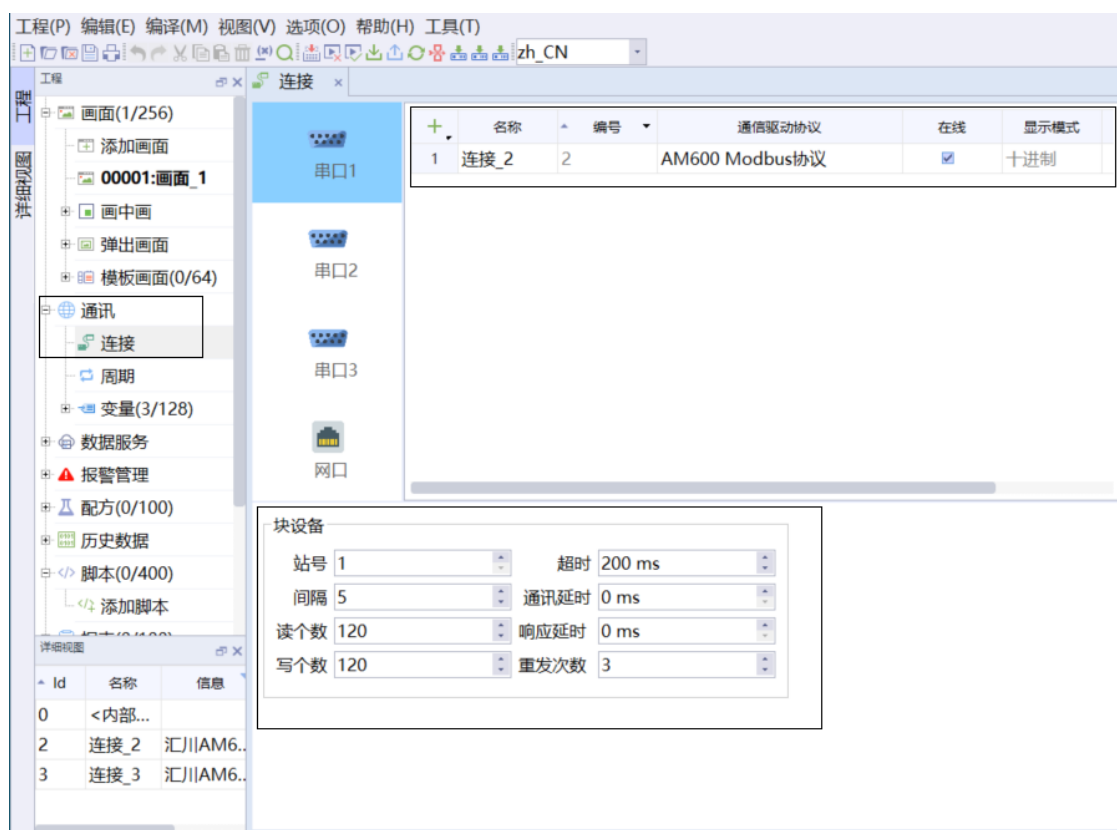 工程(P) 编辑(E) 编译(M) 视图(V) 选项(O) 帮助(H) 工具(T)
zh_CN
工程
详细视图
工程
画面(1/256)
添加画面
00001:画面_1
画中画
弹出画面
模板画面(0/64)
通讯
连接
周期
变量(3/128)
数据服务
报警管理
配方(0/100)
历史数据
脚本(0/400)
添加脚本
连接
串口1
串口2
串口3
网口
名称 编号 通信驱动协议 在线 显示模式
1 连接_2 2 AM600 Modbus协议 十进制
块设备
站号 1 超时 200 ms
间隔 5 通讯延时 0 ms
读个数 120 响应延时 0 ms
写个数 120 重发次数 3
详细视图
Id 名称 信息
0 <内部...
2 连接_2 汇川AM6..
3 连接_3 汇川AM6..